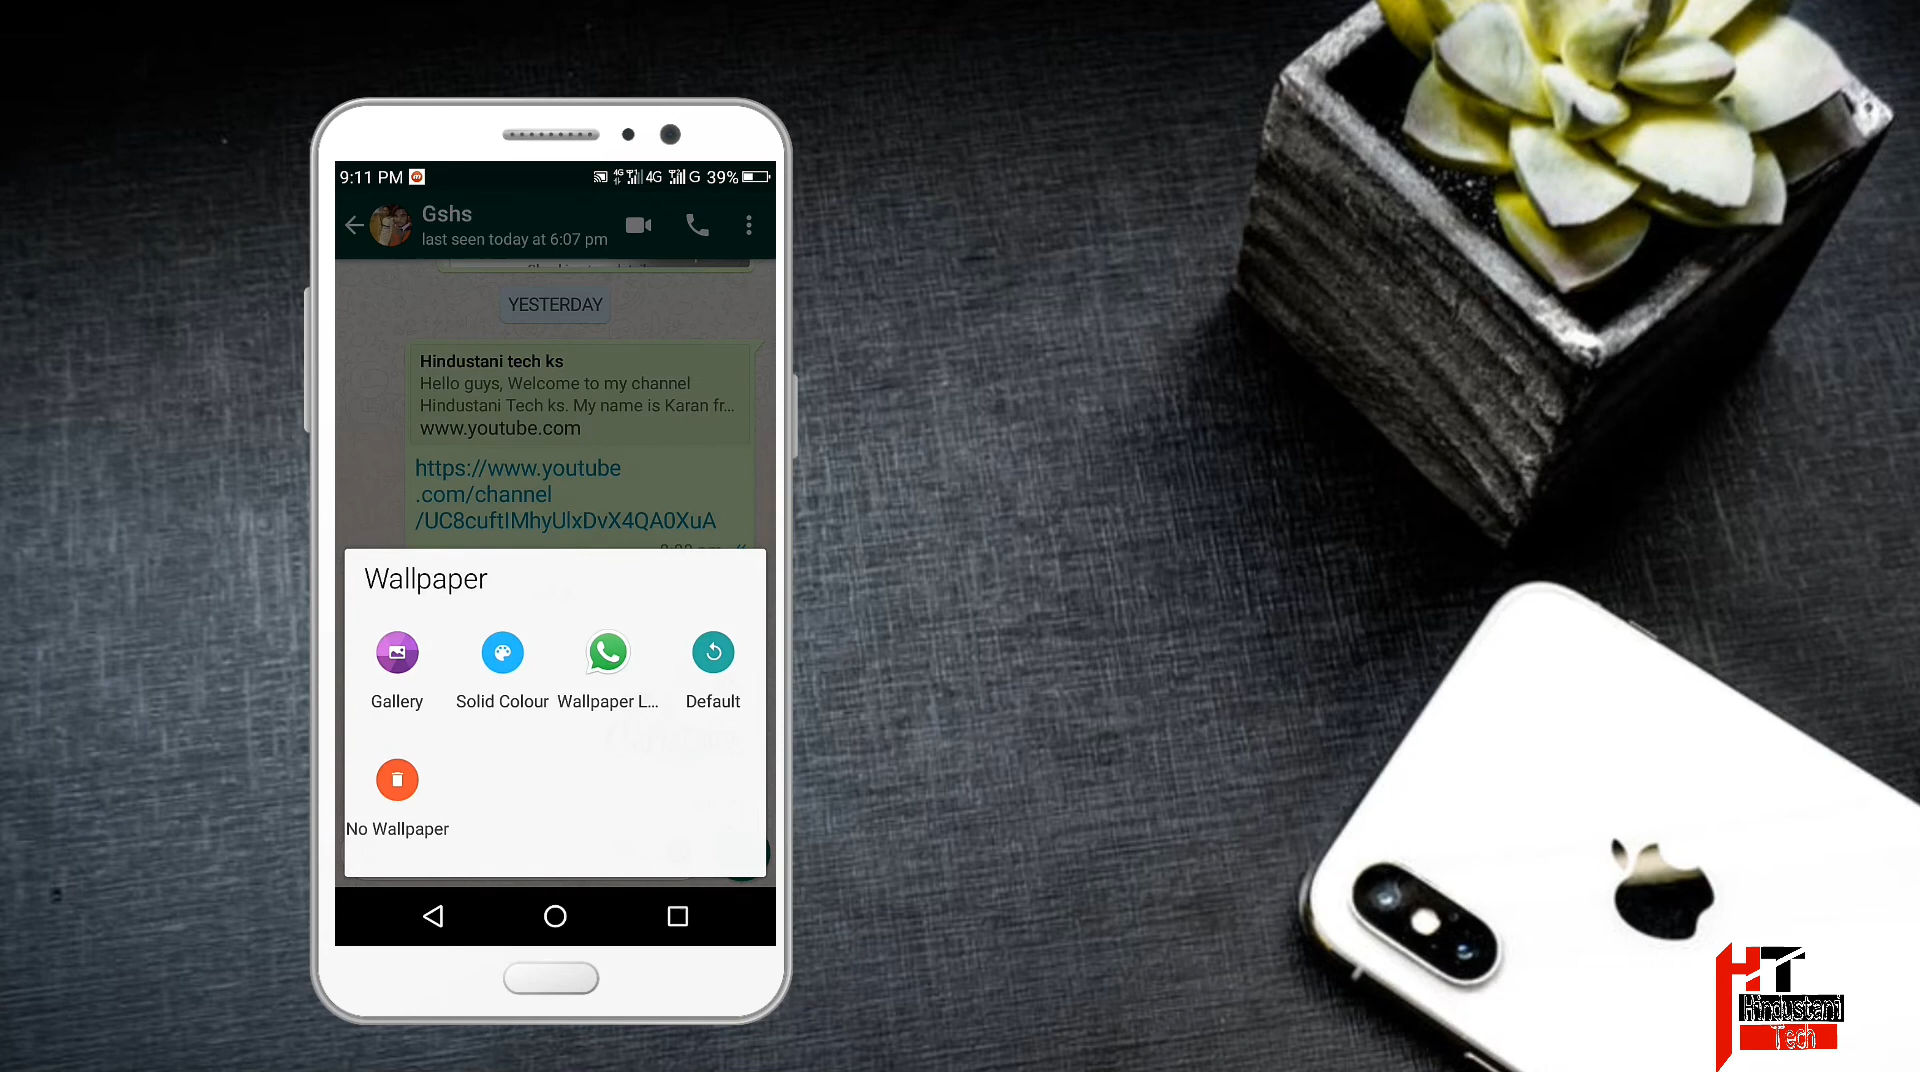 9:11 PM
4G 4G G 39%
Gshs
last seen today at 6:07 pm
YESTERDAY
Hindustani tech ks
Hello guys, Welcome to my channel
Hindustani Tech ks. My name is Karan fr...
www.youtube.com
https://www.youtube
.com/channel
/UC8cuftIMhyUlxDvX4QA0XuA
Wallpaper
Gallery
Solid Colour
Wallpaper L...
Default
No Wallpaper
HT
Hindustani
Tech